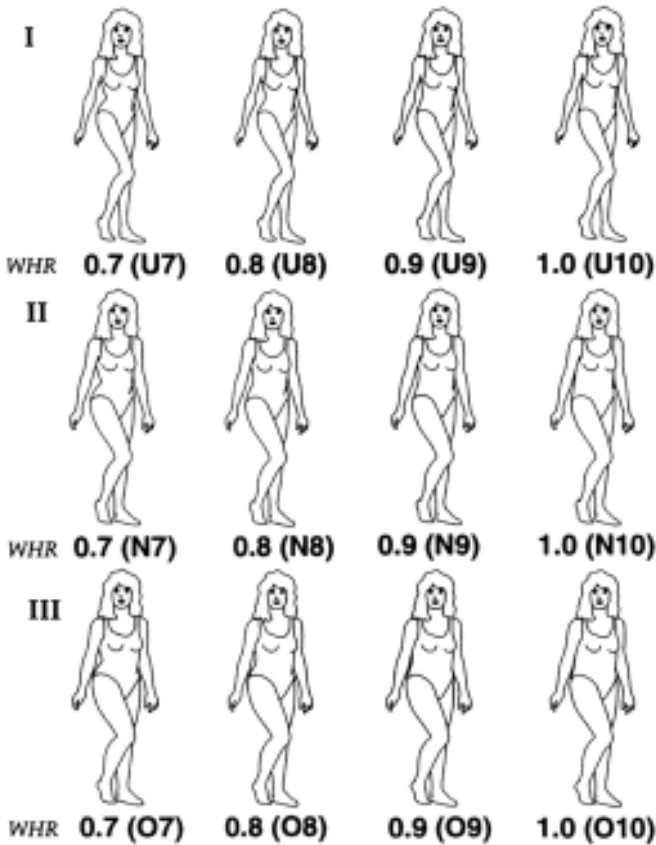 I
WHR 0.7 (U7) 0.8 (U8) 0.9 (U9) 1.0 (U10)
II
WHR 0.7 (N7) 0.8 (N8) 0.9 (N9) 1.0 (N10)
III
WHR 0.7 (O7) 0.8 (O8) 0.9 (O9) 1.0 (O10)